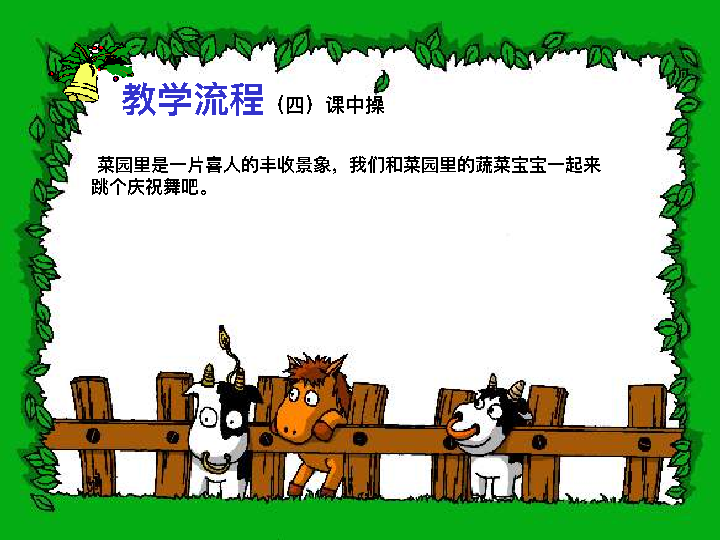 教学流程（四）课中操
菜园里是一片喜人的丰收景象，我们和菜园里的蔬菜宝宝一起来
跳个庆祝舞吧。